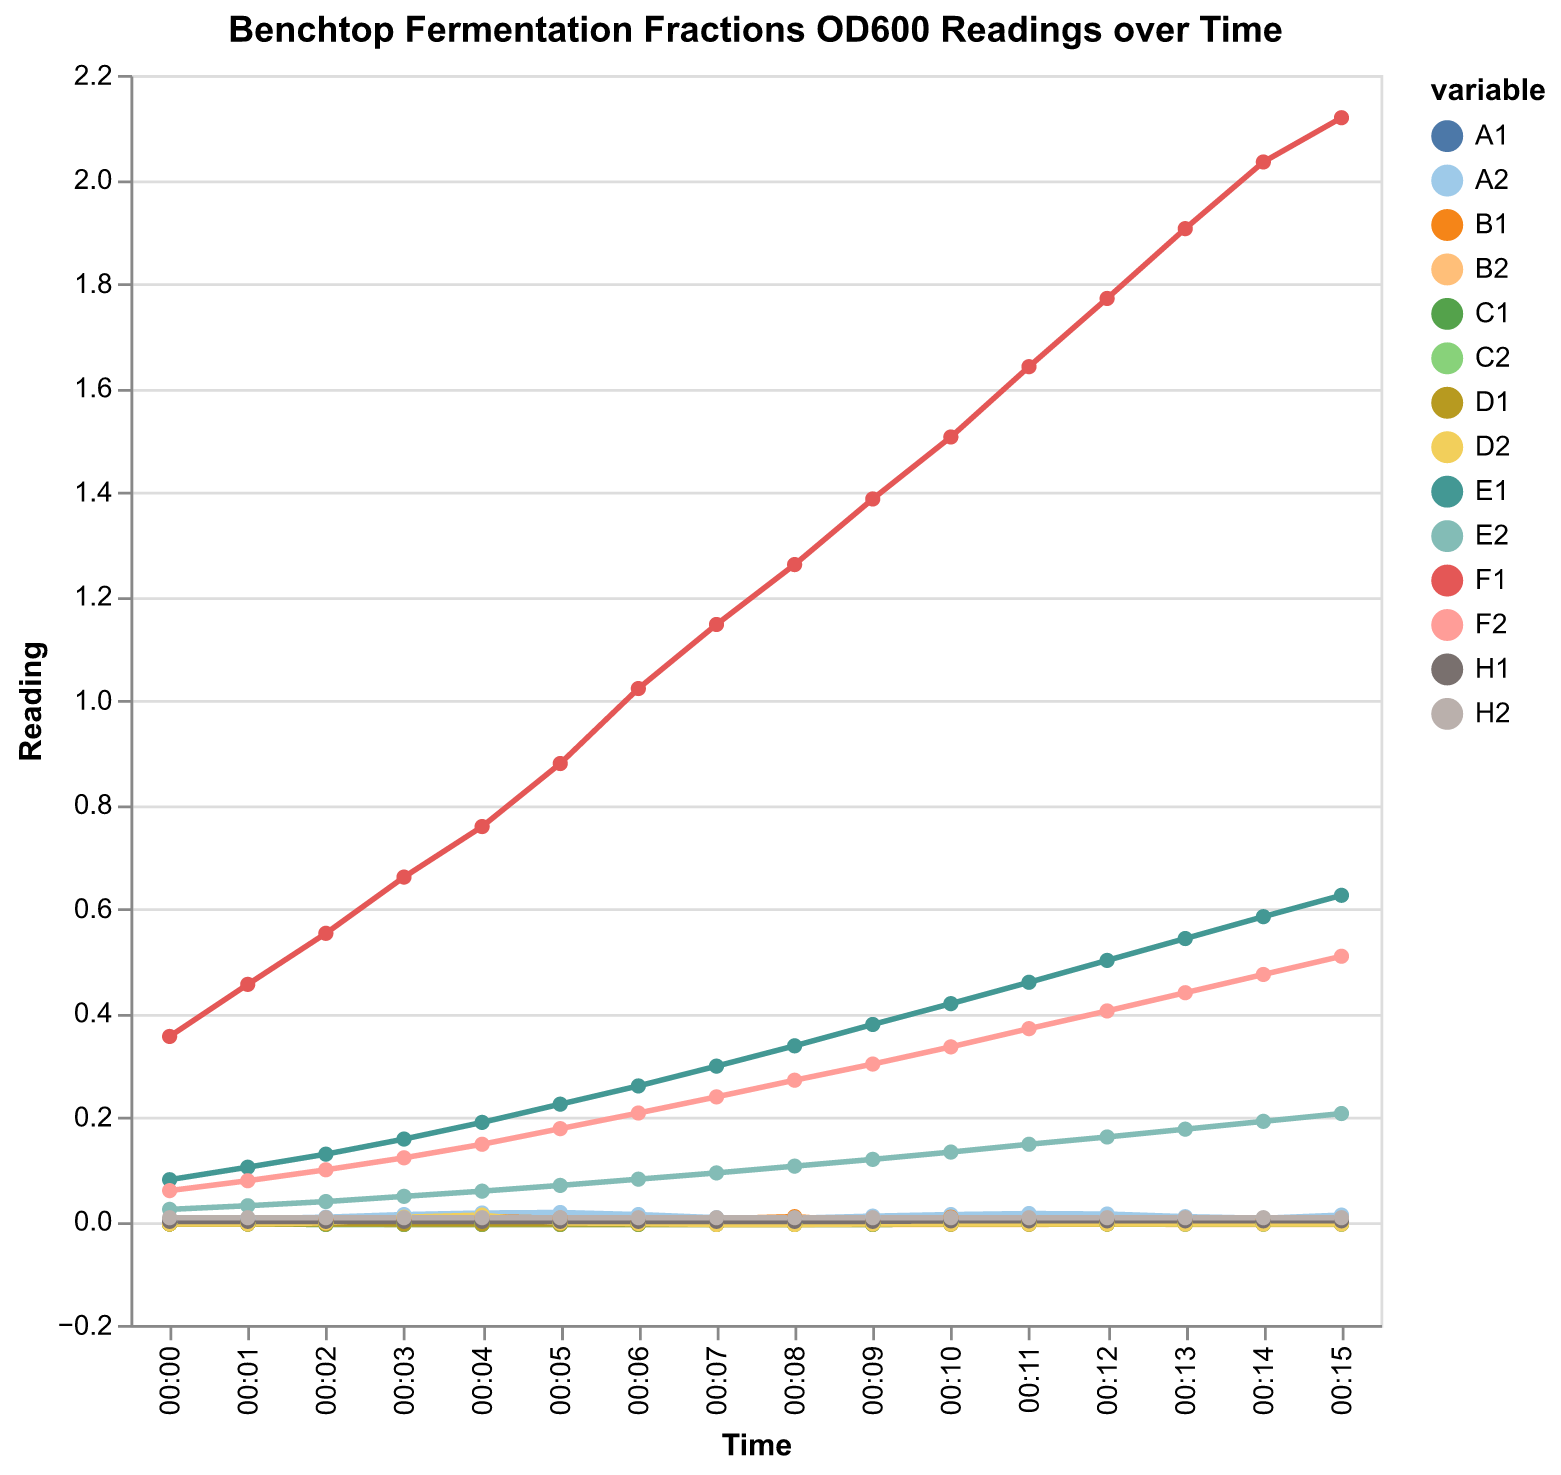 Benchtop Fermentation Fractions OD600 Readings over Time
variable
A1
A2
B1
B2
C1
C2
D1
D2
E1
E2
F1
F2
H1
H2
Reading
2.2
2.0
1.8
1.6
1.4
1.2
1.0
0.8
0.6
0.4
0.2
0.0
−0.2
00:00
00:01
00:02
00:03
00:04
00:05
00:06
00:07
00:08
00:09
00:10
00:11
00:12
00:13
00:14
00:15
Time